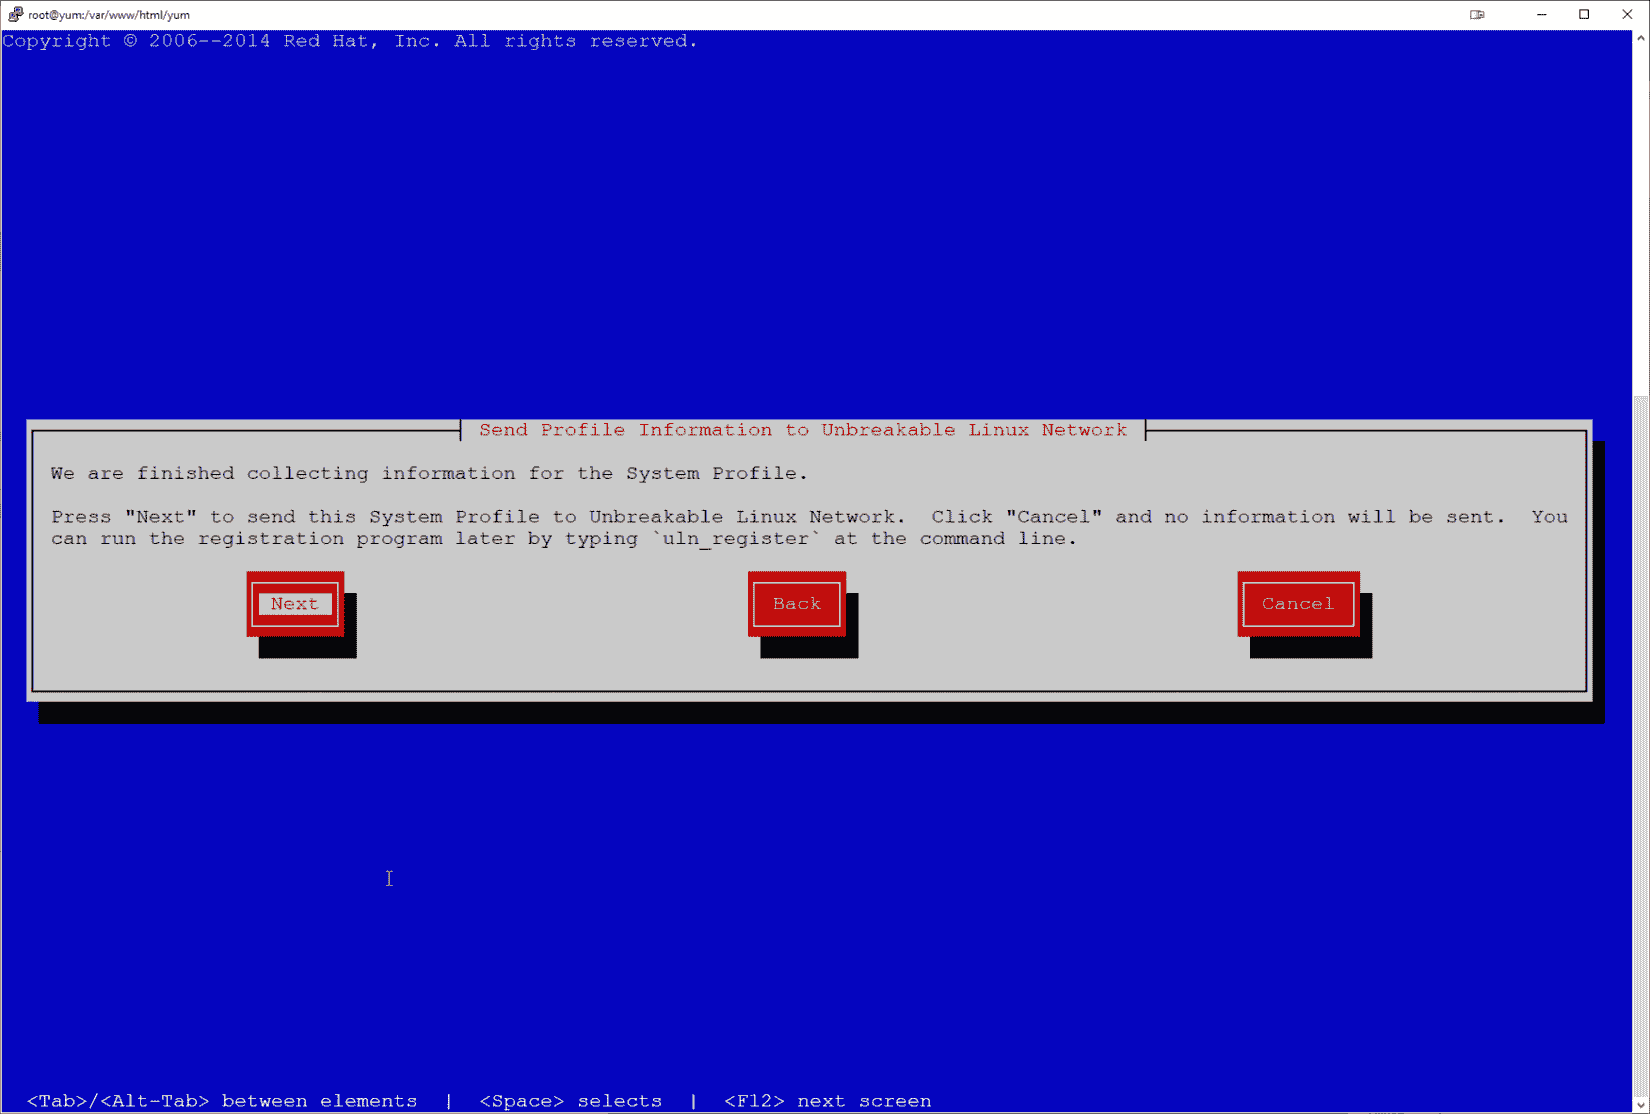 root@yum:/var/www/html/yum
Copyright © 2006--2014 Red Hat, Inc. All rights reserved.
Send Profile Information to Unbreakable Linux Network
We are finished collecting information for the System Profile.
Press "Next" to send this System Profile to Unbreakable Linux Network.  Click "Cancel" and no information will be sent.  You
can run the registration program later by typing `uln_register` at the command line.
Next Back Cancel
<Tab>/<Alt-Tab> between elements  |  <Space> selects  |  <F12> next screen